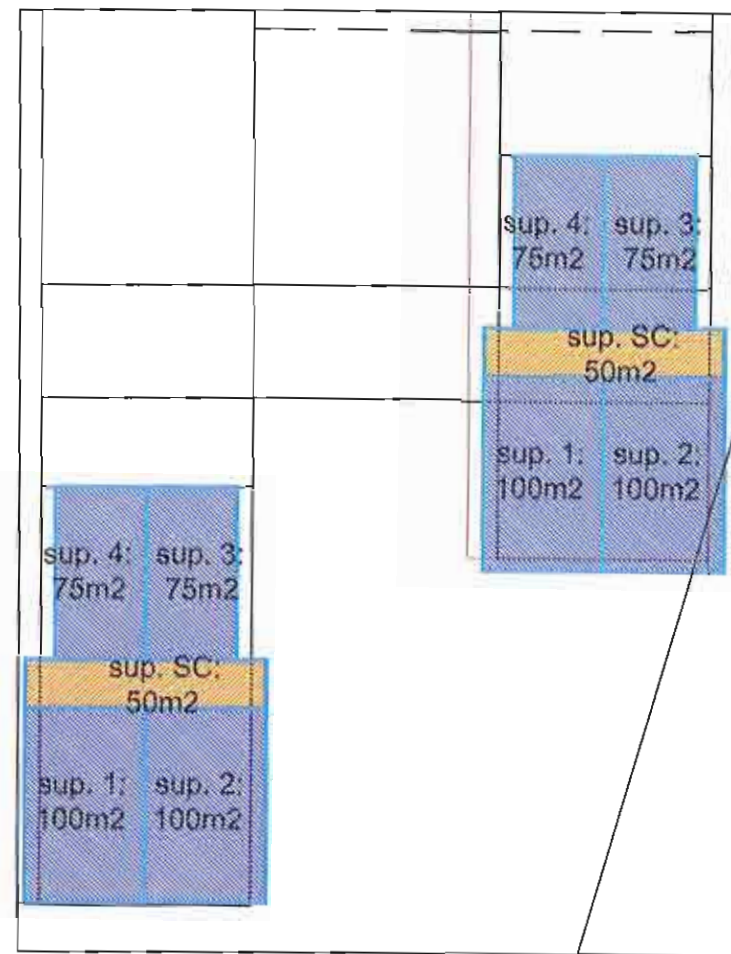 sup. 4: sup. 3:
75m2 75m2
sup. SC:
50m2
sup. 1: sup. 2:
100m2 100m2
sup. 4: sup. 3:
75m2 75m2
sup. SC:
50m2
sup. 1: sup. 2:
100m2 100m2